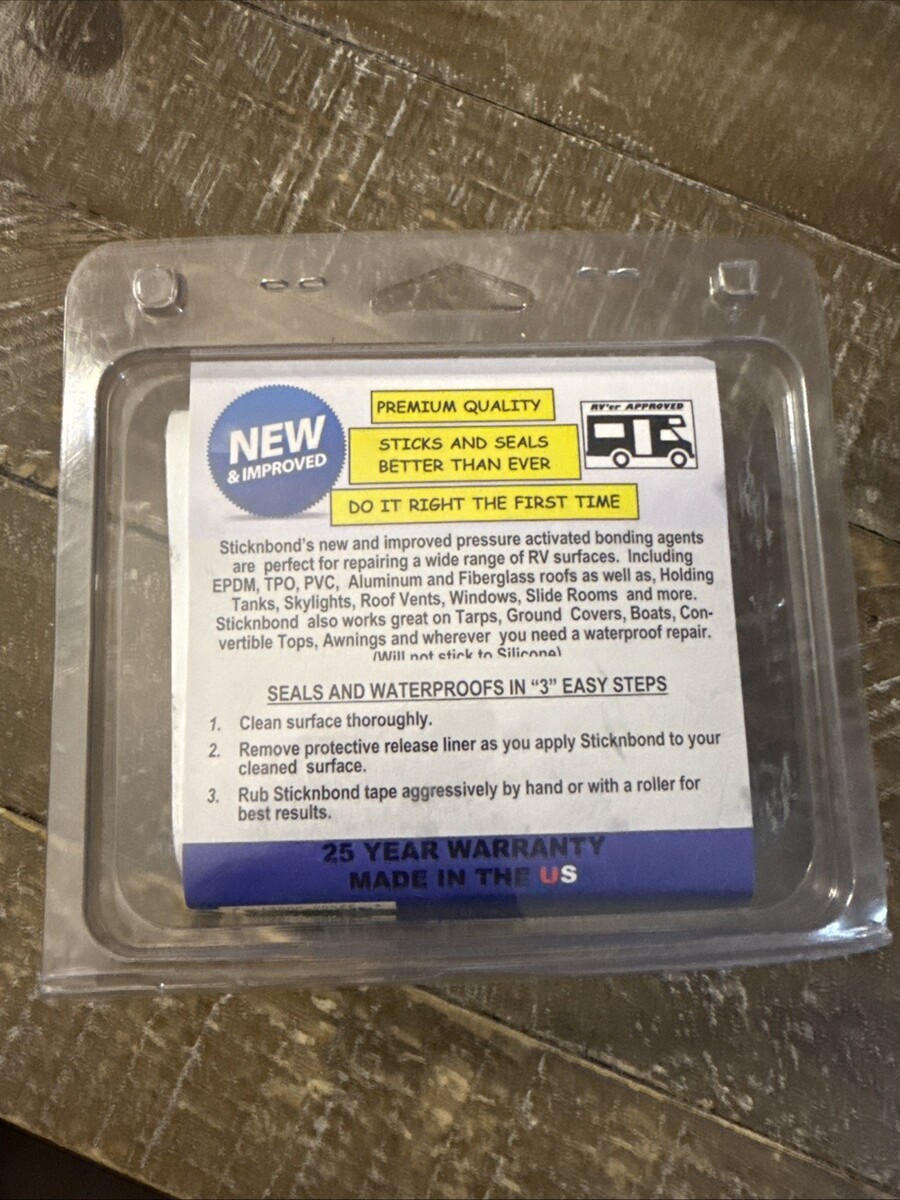 NEW
& IMPROVED
PREMIUM QUALITY
STICKS AND SEALS
BETTER THAN EVER
DO IT RIGHT THE FIRST TIME
RV'er APPROVED
Sticknbond's new and improved pressure activated bonding agents
are perfect for repairing a wide range of RV surfaces. Including
EPDM, TPO, PVC, Aluminum and Fiberglass roofs as well as, Holding
Tanks, Skylights, Roof Vents, Windows, Slide Rooms and more.
Sticknbond also works great on Tarps, Ground Covers, Boats, Con-
vertible Tops, Awnings and wherever you need a waterproof repair.
(Will not stick to Silicone)
SEALS AND WATERPROOFS IN "3" EASY STEPS
1. Clean surface thoroughly.
2. Remove protective release liner as you apply Sticknbond to your
cleaned surface.
3. Rub Sticknbond tape aggressively by hand or with a roller for
best results.
25 YEAR WARRANTY
MADE IN THE US